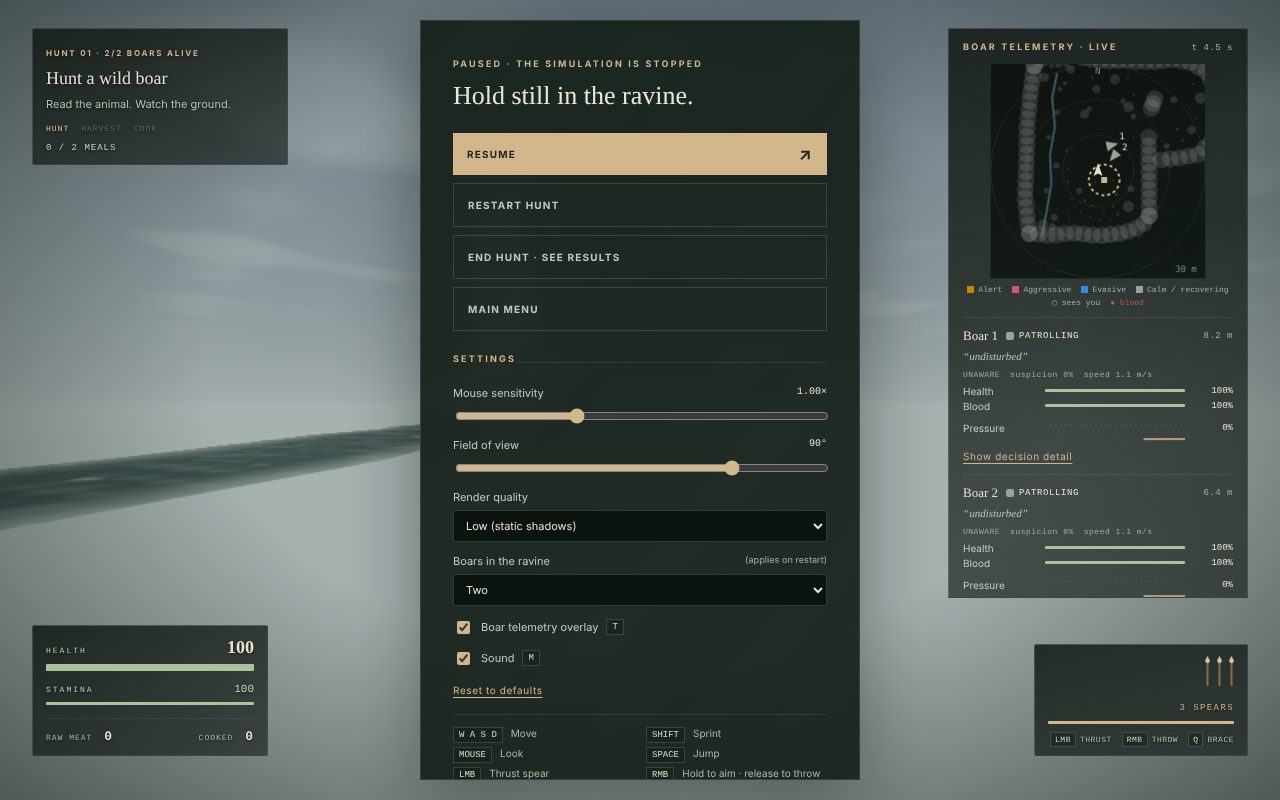 HUNT 01 · 2/2 BOARS ALIVE
Hunt a wild boar
Read the animal. Watch the ground.
HUNT HARVEST COOK
0 / 2 MEALS
PAUSED · THE SIMULATION IS STOPPED
Hold still in the ravine.
RESUME
RESTART HUNT
END HUNT · SEE RESULTS
MAIN MENU
SETTINGS
Mouse sensitivity 1.00×
Field of view 90°
Render quality
Low (static shadows)
Boars in the ravine (applies on restart)
Two
Boar telemetry overlay T
Sound M
Reset to defaults
W A S D Move SHIFT Sprint
MOUSE Look SPACE Jump
LMB Thrust spear RMB Hold to aim · release to throw
BOAR TELEMETRY · LIVE t 4.5 s
N
1
2
30 m
Alert Aggressive Evasive Calm / recovering
sees you blood
Boar 1 PATROLLING 8.2 m
“undisturbed”
UNAWARE suspicion 0% speed 1.1 m/s
Health 100%
Blood 100%
Pressure 0%
Show decision detail
Boar 2 PATROLLING 6.4 m
“undisturbed”
UNAWARE suspicion 0% speed 1.1 m/s
Health 100%
Blood 100%
Pressure 0%
HEALTH 100
STAMINA 100
RAW MEAT 0 COOKED 0
3 SPEARS
LMB THRUST RMB THROW Q BRACE